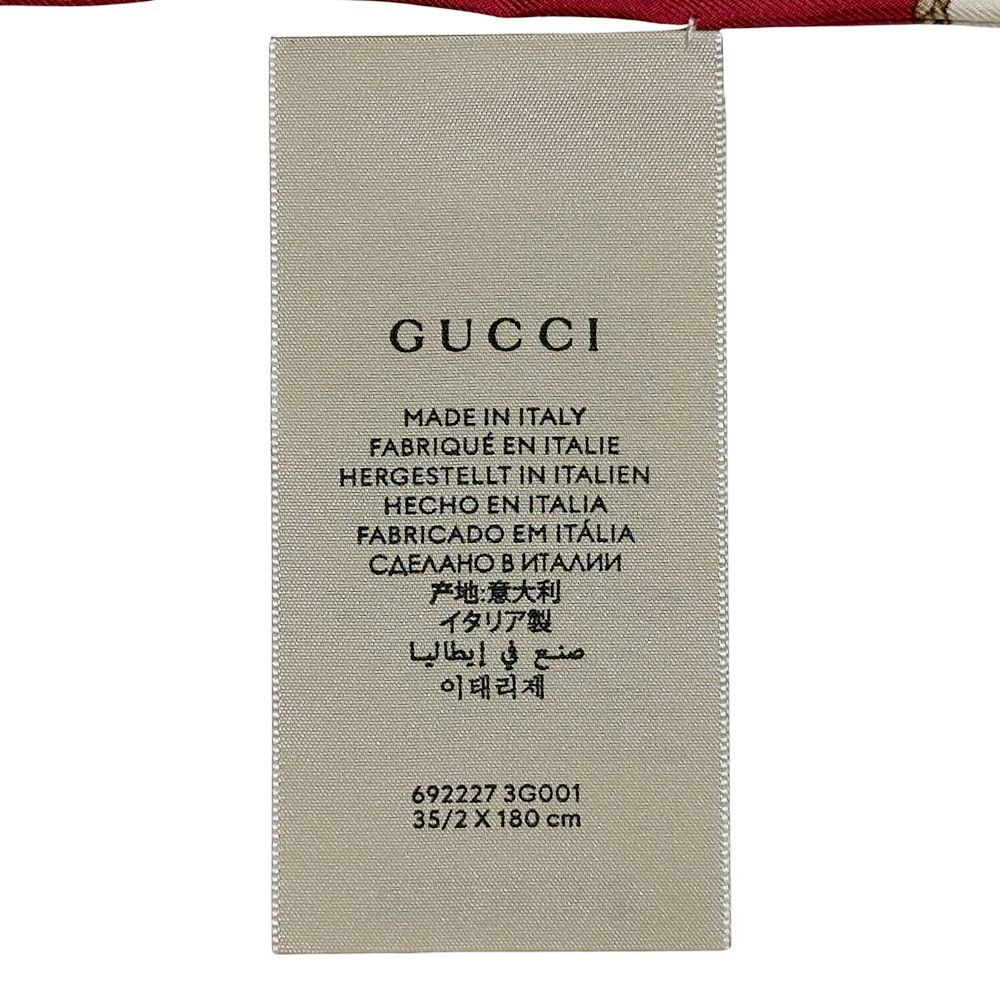 GUCCI
MADE IN ITALY
FABRIQUÉ EN ITALIE
HERGESTELLT IN ITALIEN
HECHO EN ITALIA
FABRICADO EM ITÁLIA
СДЕЛАНО В ИТАЛИИ
产地:意大利
イタリア製
صنع في إيطاليا
이태리제
692227 3G001
35/2 X 180 cm